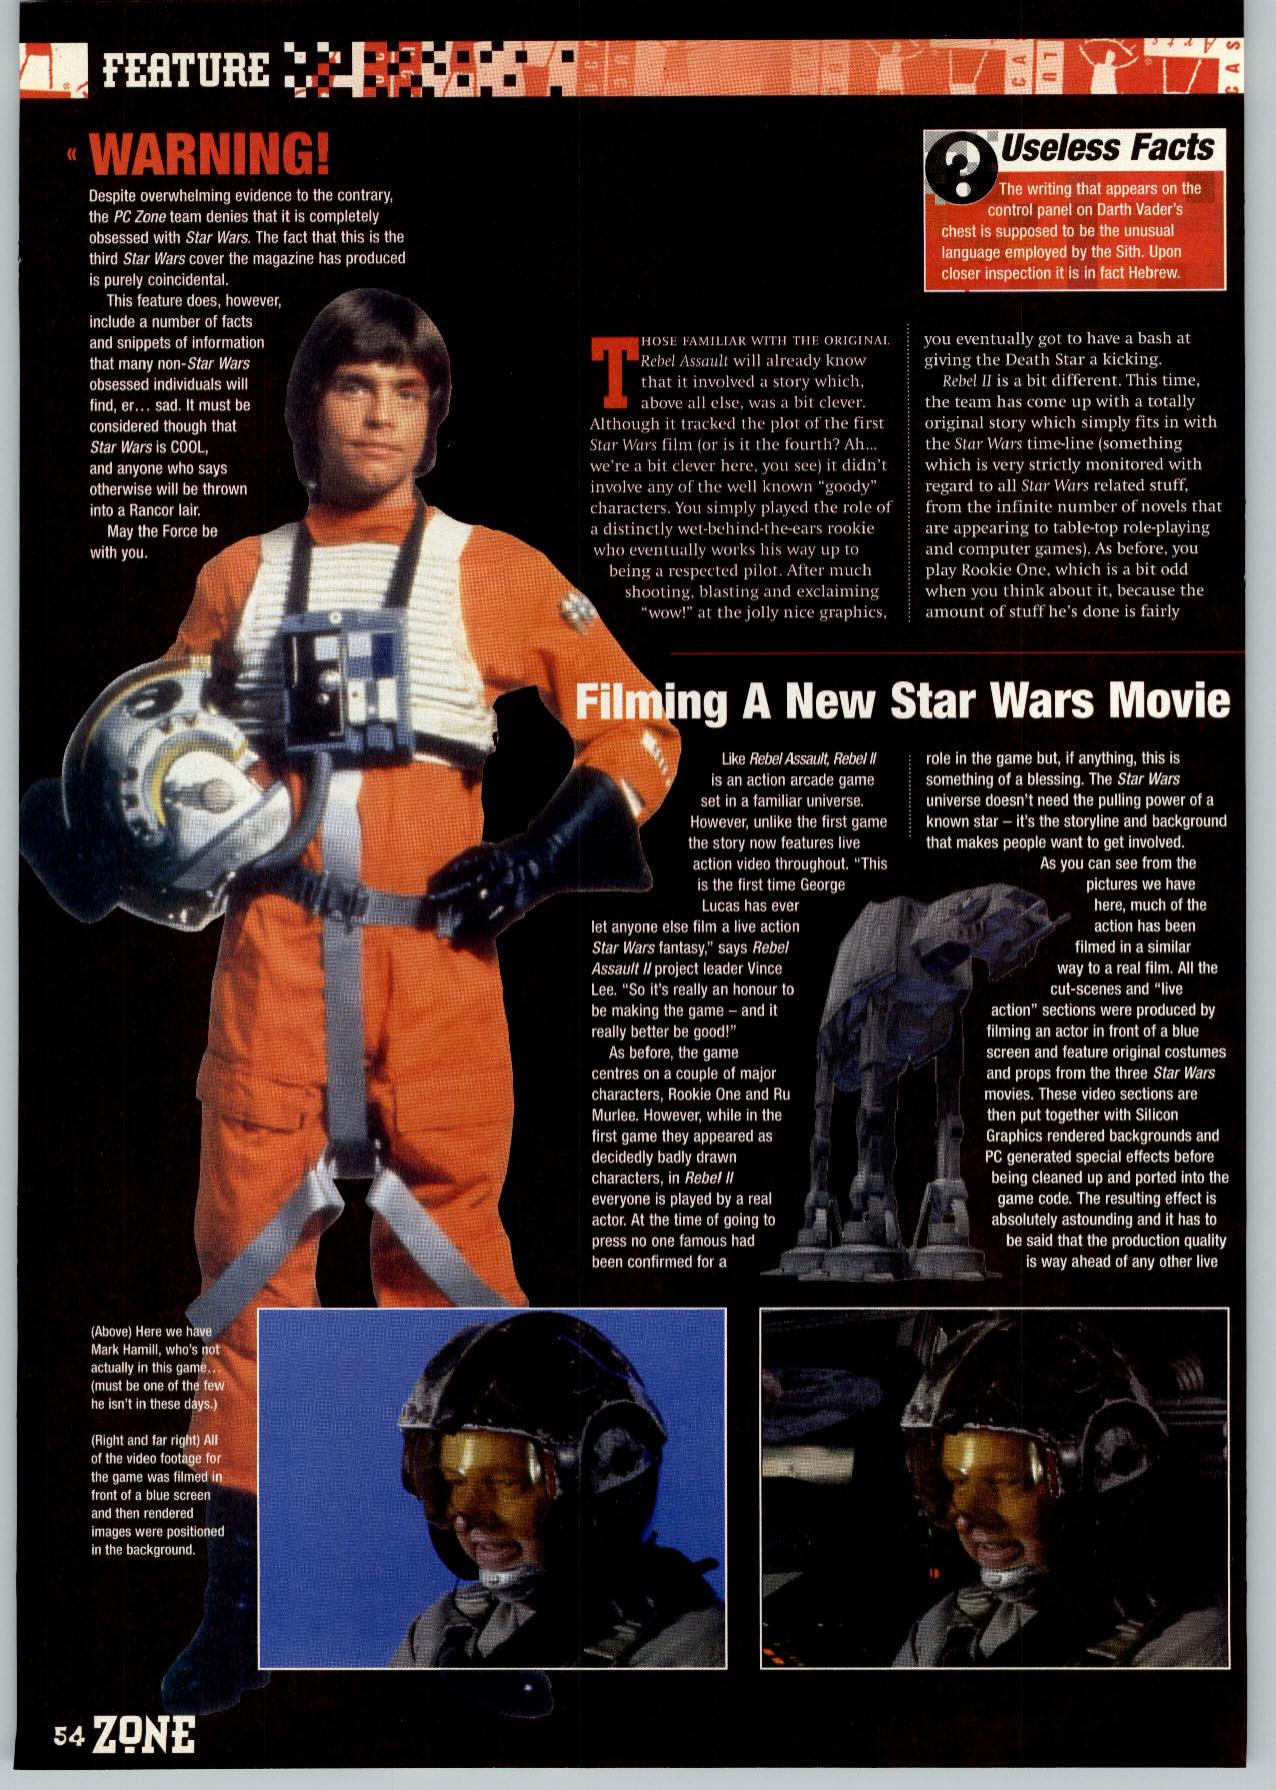 FEATURE
« WARNING!
Despite overwhelming evidence to the contrary,
the PC Zone team denies that it is completely
obsessed with Star Wars. The fact that this is the
third Star Wars cover the magazine has produced
is purely coincidental.
This feature does, however,
include a number of facts
and snippets of information
that many non-Star Wars
obsessed individuals will
find, er... sad. It must be
considered though that
Star Wars is COOL,
and anyone who says
otherwise will be thrown
into a Rancor lair.
May the Force be
with you.
? Useless Facts
The writing that appears on the
control panel on Darth Vader's
chest is supposed to be the unusual
language employed by the Sith. Upon
closer inspection it is in fact Hebrew.
THOSE FAMILIAR WITH THE ORIGINAL
Rebel Assault will already know
that it involved a story which,
above all else, was a bit clever.
Although it tracked the plot of the first
Star Wars film (or is it the fourth? Ah...
we're a bit clever here, you see) it didn't
involve any of the well known "goody"
characters. You simply played the role of
a distinctly wet-behind-the-ears rookie
who eventually works his way up to
being a respected pilot. After much
shooting, blasting and exclaiming
"wow!" at the jolly nice graphics,
you eventually got to have a bash at
giving the Death Star a kicking.
Rebel II is a bit different. This time,
the team has come up with a totally
original story which simply fits in with
the Star Wars time-line (something
which is very strictly monitored with
regard to all Star Wars related stuff,
from the infinite number of novels that
are appearing to table-top role-playing
and computer games). As before, you
play Rookie One, which is a bit odd
when you think about it, because the
amount of stuff he's done is fairly
Filming A New Star Wars Movie
Like Rebel Assault, Rebel II
is an action arcade game
set in a familiar universe.
However, unlike the first game
the story now features live
action video throughout. "This
is the first time George
Lucas has ever
let anyone else film a live action
Star Wars fantasy," says Rebel
Assault II project leader Vince
Lee. "So it's really an honour to
be making the game – and it
really better be good!"
As before, the game
centres on a couple of major
characters, Rookie One and Ru
Murlee. However, while in the
first game they appeared as
decidedly badly drawn
characters, in Rebel II
everyone is played by a real
actor. At the time of going to
press no one famous had
been confirmed for a
role in the game but, if anything, this is
something of a blessing. The Star Wars
universe doesn't need the pulling power of a
known star – it's the storyline and background
that makes people want to get involved.
As you can see from the
pictures we have
here, much of the
action has been
filmed in a similar
way to a real film. All the
cut-scenes and "live
action" sections were produced by
filming an actor in front of a blue
screen and feature original costumes
and props from the three Star Wars
movies. These video sections are
then put together with Silicon
Graphics rendered backgrounds and
PC generated special effects before
being cleaned up and ported into the
game code. The resulting effect is
absolutely astounding and it has to
be said that the production quality
is way ahead of any other live
(Above) Here we have
Mark Hamill, who's not
actually in this game...
(must be one of the few
he isn't in these days.)
(Right and far right) All
of the video footage for
the game was filmed in
front of a blue screen
and then rendered
images were positioned
in the background.
54 ZONE